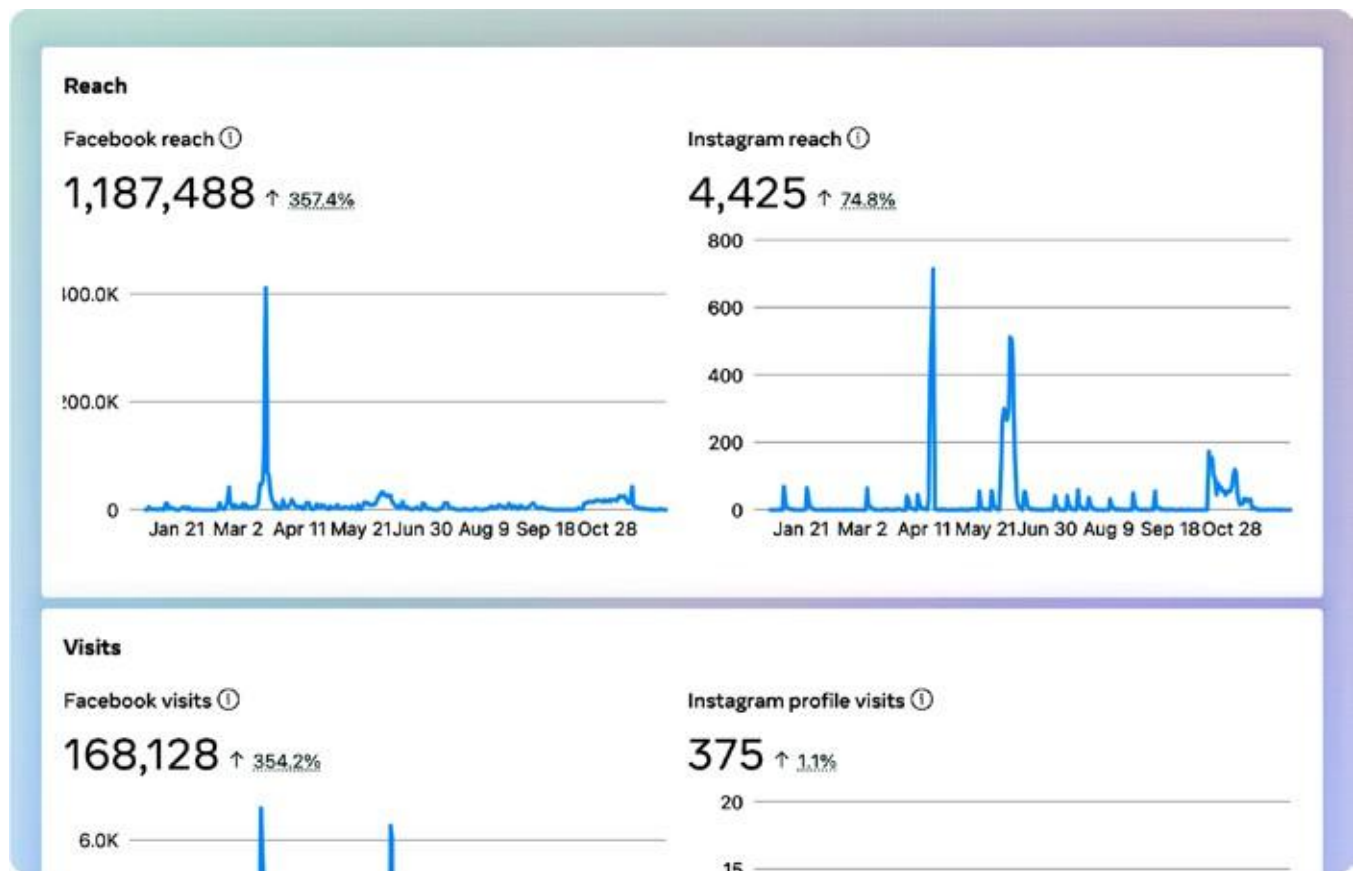 Reach
Facebook reach
1,187,488 ↑ 357.4%
00.0K
00.0K
0
Jan 21 Mar 2 Apr 11 May 21 Jun 30 Aug 9 Sep 18 Oct 28
Instagram reach
4,425 ↑ 74.8%
800
600
400
200
0
Jan 21 Mar 2 Apr 11 May 21 Jun 30 Aug 9 Sep 18 Oct 28
Visits
Facebook visits
168,128 ↑ 354.2%
6.0K
Instagram profile visits
375 ↑ 1.1%
20
15